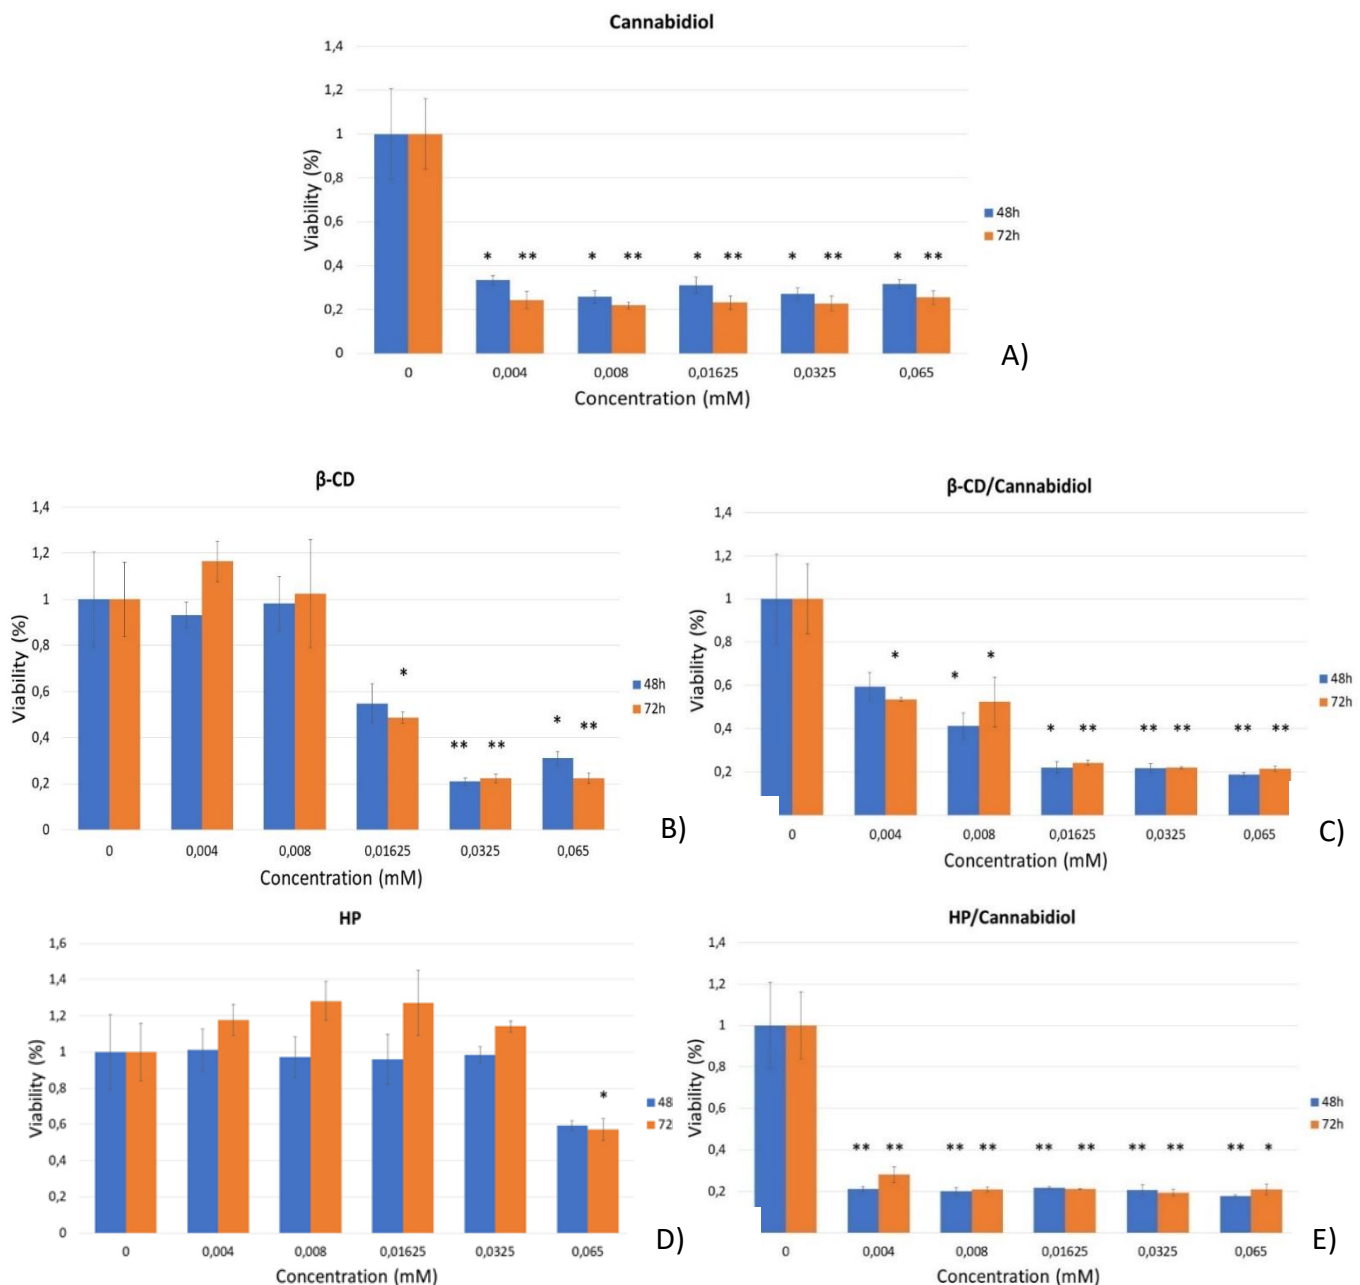 Cannabidiol
1,4
1,2
1
0,8
0,6
0,4
0,2
0
Viability (%)
* ** * ** * ** * ** * **
48h
72h
0 0,004 0,008 0,01625 0,0325 0,065
Concentration (mM)
A)
β-CD
1,4
1,2
1
0,8
0,6
0,4
0,2
0
Viability (%)
* ** ** * **
48h
72h
0 0,004 0,008 0,01625 0,0325 0,065
Concentration (mM)
B)
β-CD/Cannabidiol
1,4
1,2
1
0,8
0,6
0,4
0,2
Viability (%)
* * * * ** ** ** ** **
48h
72h
0 0,004 0,008 0,01625 0,0325 0,065
Concentration (mM)
C)
HP
1,6
1,4
1,2
1
0,8
0,6
0,4
0,2
0
Viability (%)
*
48
72
0 0,004 0,008 0,01625 0,0325 0,065
Concentration (mM)
D)
HP/Cannabidiol
1,4
1,2
1
0,8
0,6
0,4
0,2
Viability (%)
** ** ** ** ** ** ** ** ** *
48h
72h
0 0,004 0,008 0,01625 0,0325 0,065
Concentration (mM)
E)